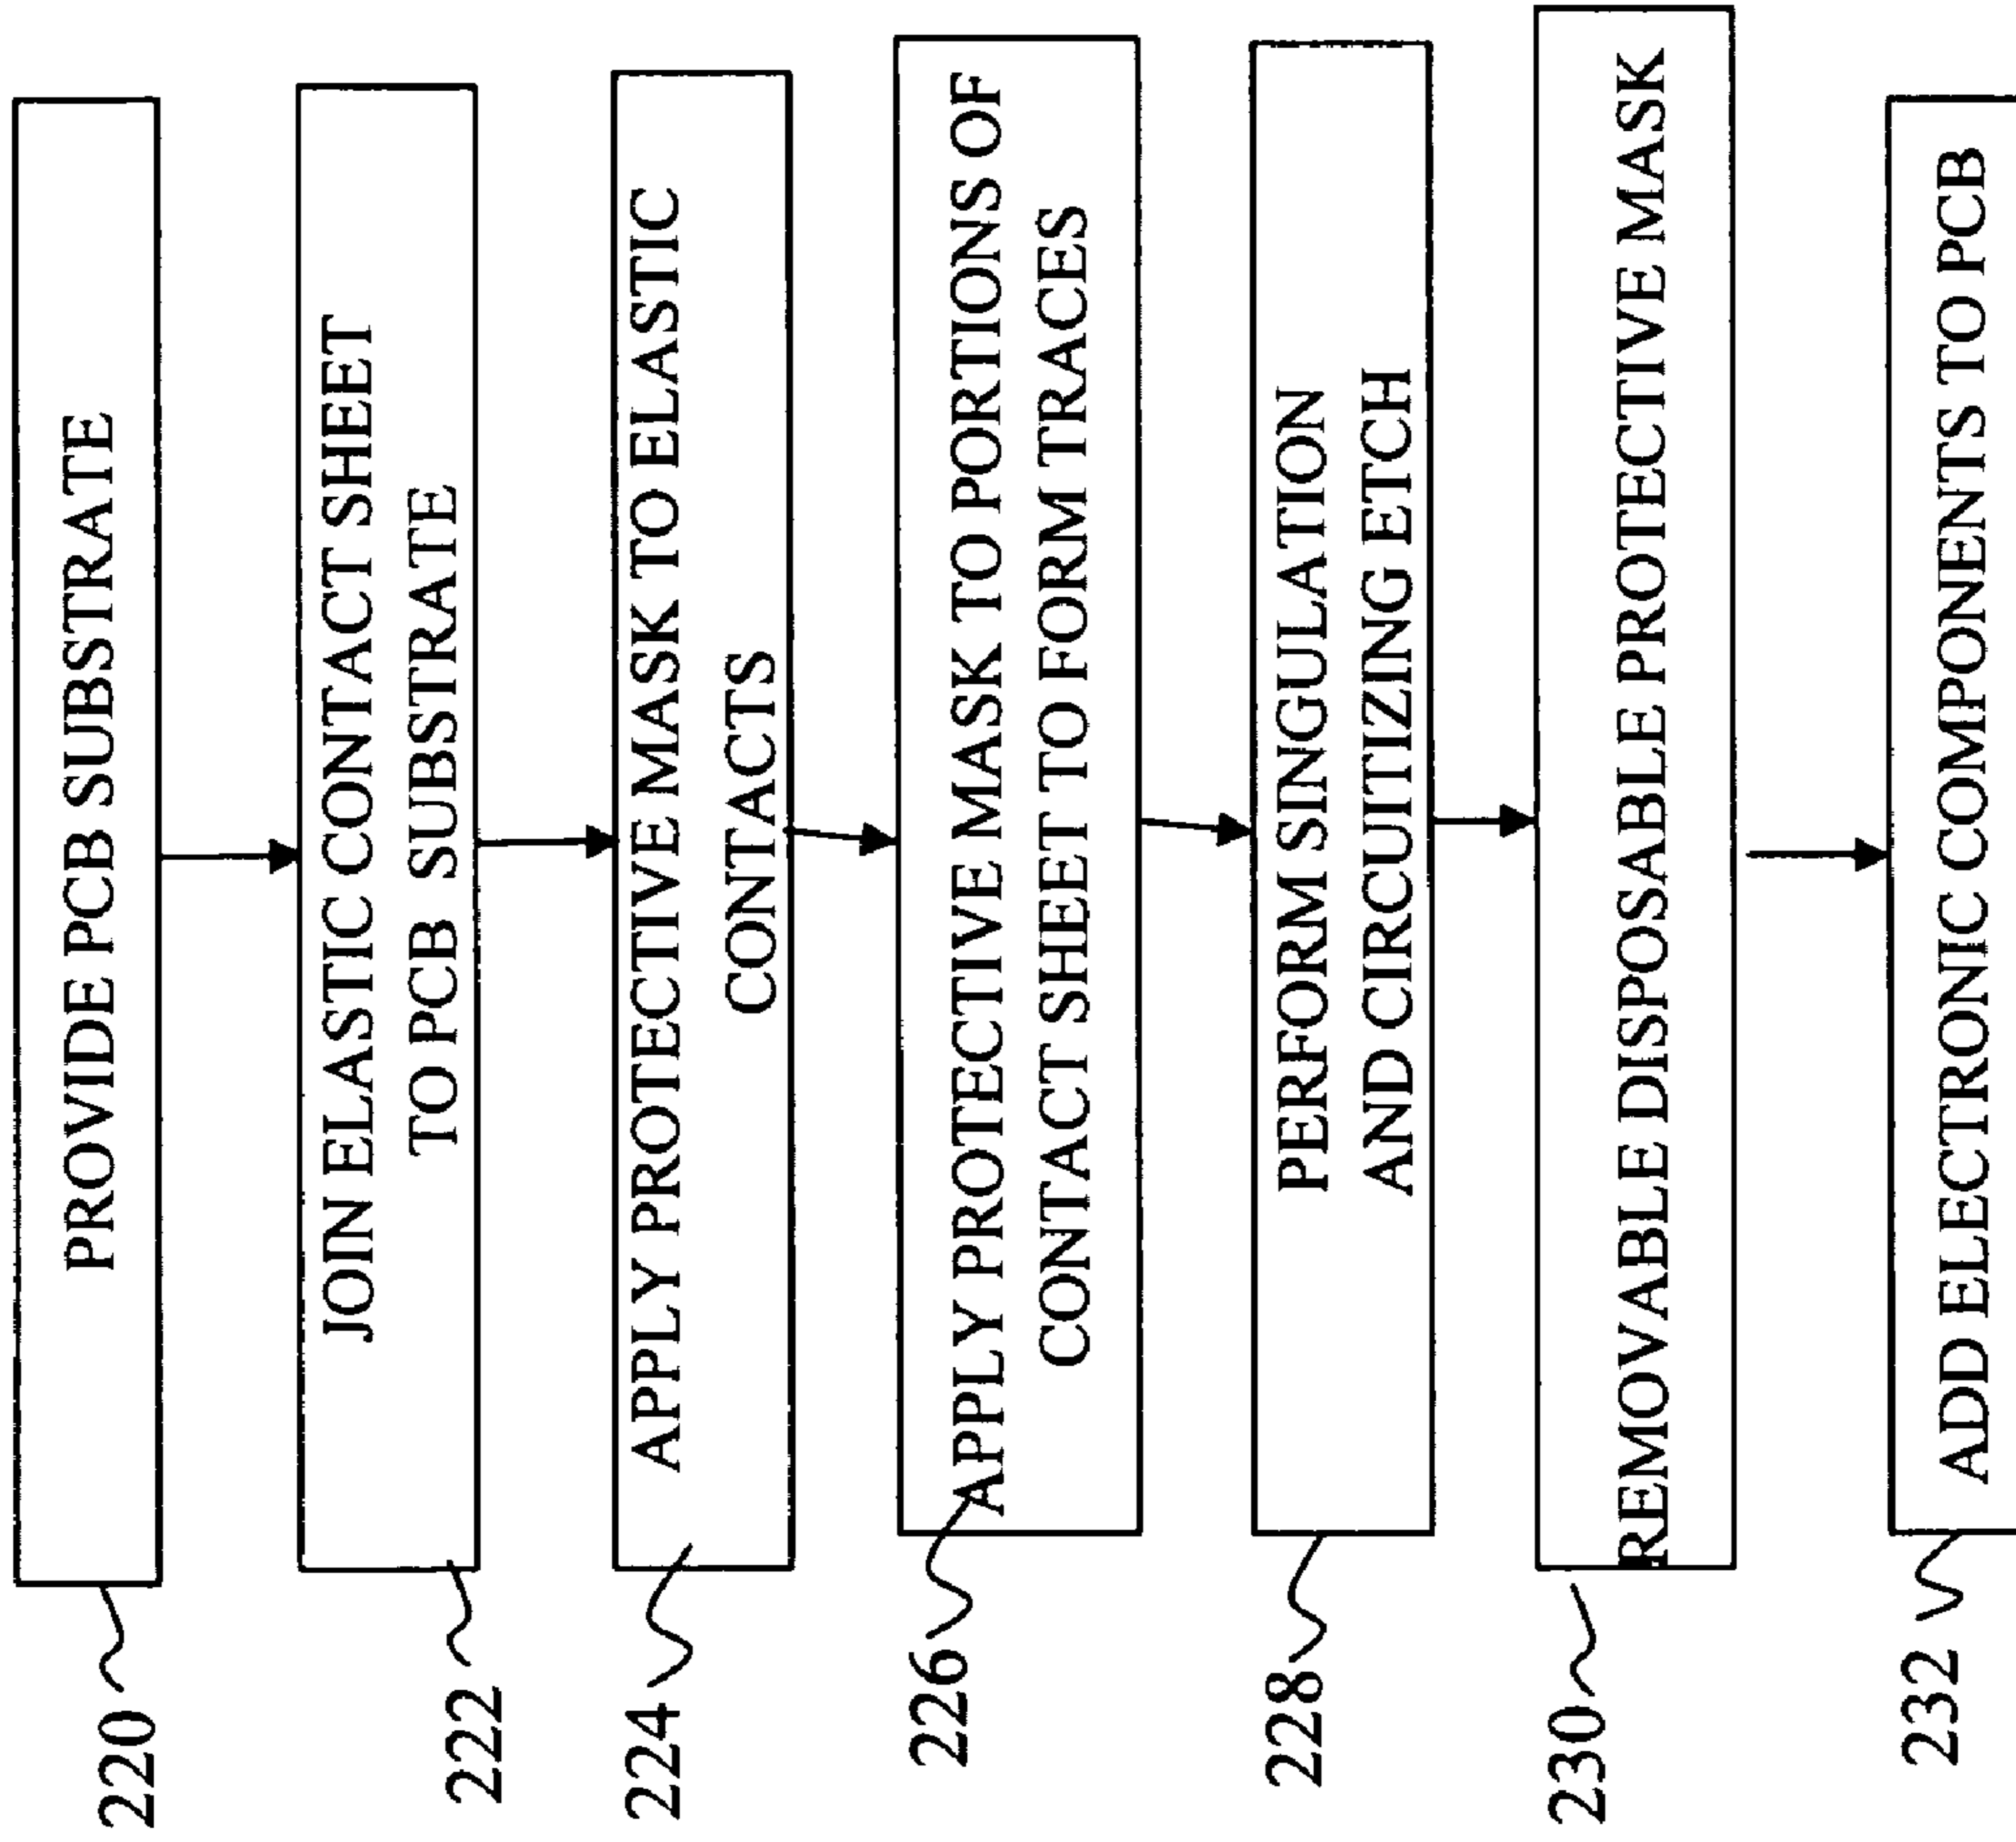 220
PROVIDE PCB SUBSTRATE
222
JOIN ELASTIC CONTACT SHEET
TO PCB SUBSTRATE
224
APPLY PROTECTIVE MASK TO ELASTIC
CONTACTS
226
APPLY PROTECTIVE MASK TO PORTIONS OF
CONTACT SHEET TO FORM TRACES
228
PERFORM SINGULATION
AND CIRCUITIZING ETCH
230
REMOVABLE DISPOSABLE PROTECTIVE MASK
232
ADD ELECTRONIC COMPONENTS TO PCB